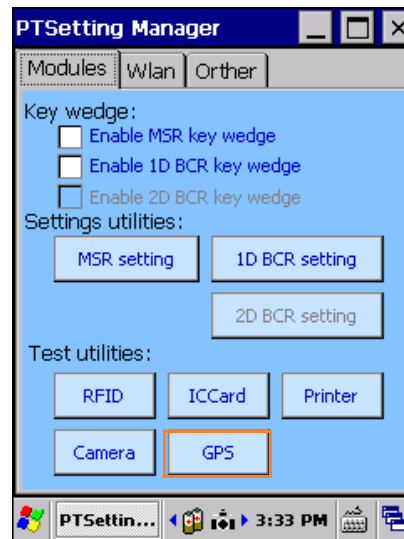 PTSetting Manager
Modules Wlan Orther
Key wedge:
Enable MSR key wedge
Enable 1D BCR key wedge
Enable 2D BCR key wedge
Settings utilities:
MSR setting 1D BCR setting
2D BCR setting
Test utilities:
RFID ICCard Printer
Camera GPS
PTSettin... 3:33 PM